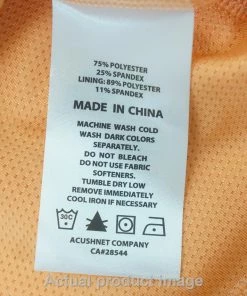 75% POLYESTER
25% SPANDEX
LINING: 89% POLYESTER
11% SPANDEX
MADE IN CHINA
MACHINE WASH COLD
WASH DARK COLORS
SEPARATELY.
DO NOT BLEACH
DO NOT USE FABRIC
SOFTENERS.
TUMBLE DRY LOW
REMOVE IMMEDIATELY
COOL IRON IF NECESSARY
30C
ACUSHNET COMPANY
CA#28544
Actual product image